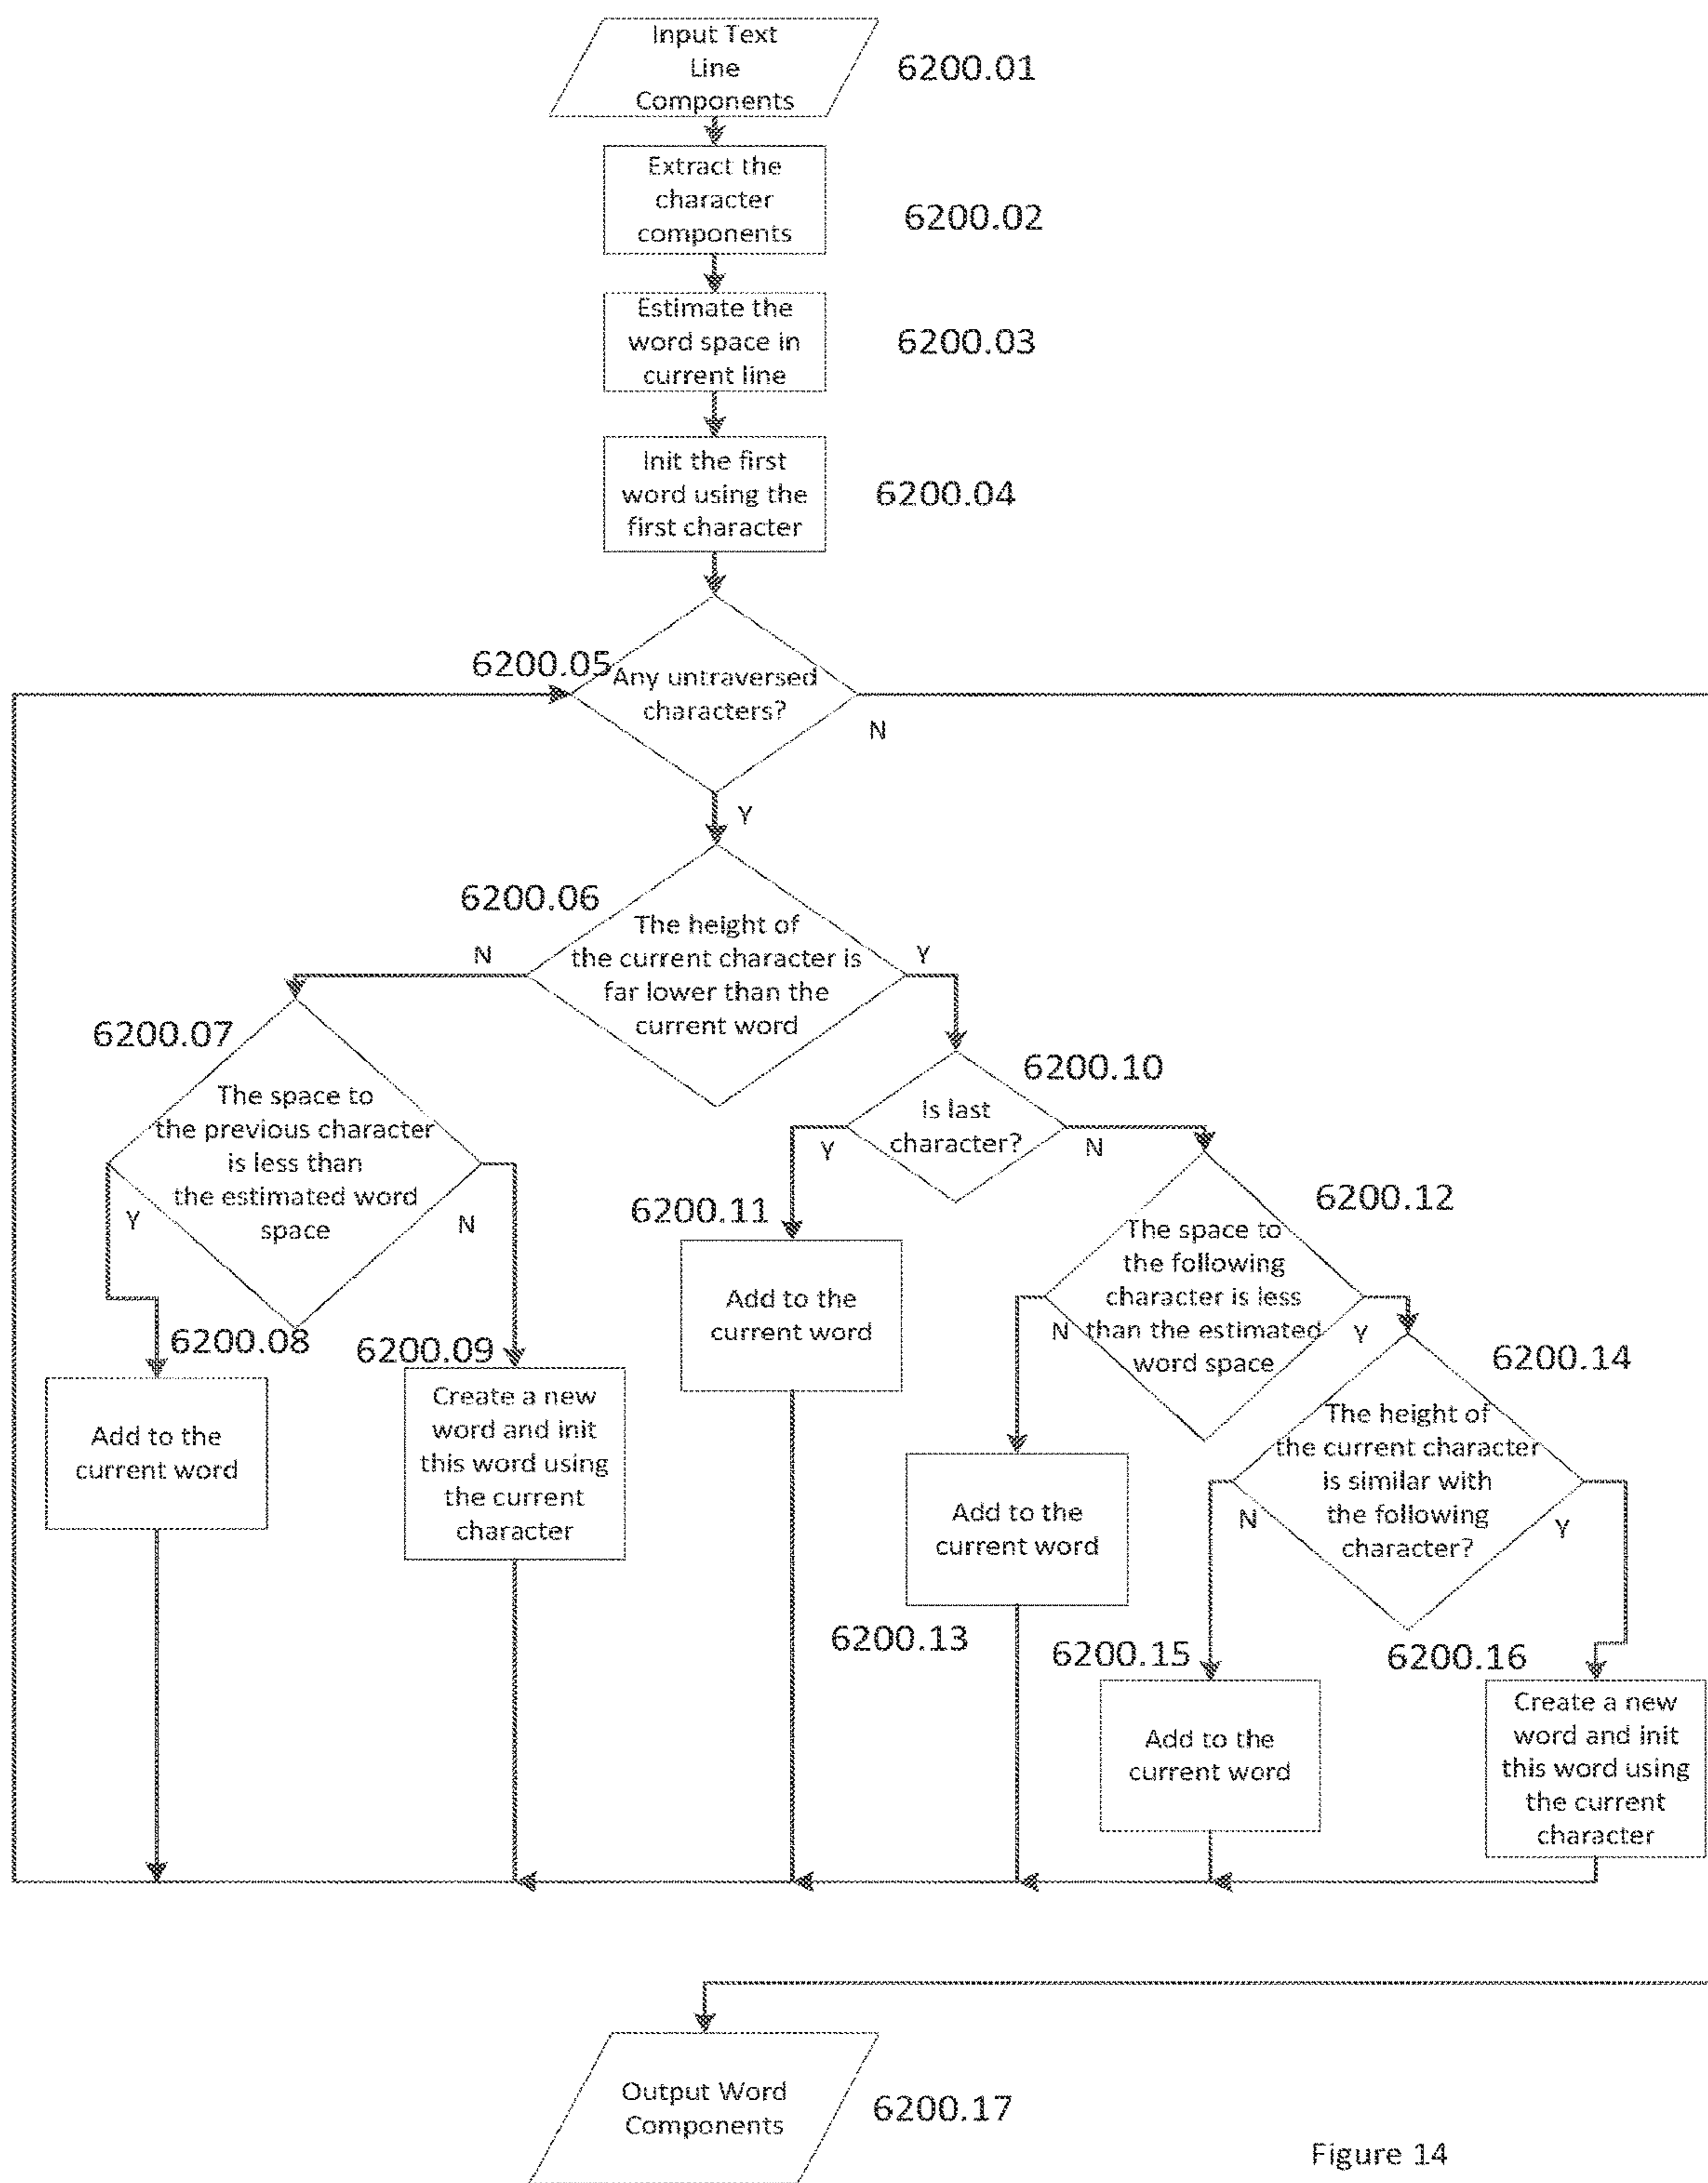 Input Text
Line
Components
6200.01
Extract the
character
components
6200.02
Estimate the
word space in
current line
6200.03
Init the first
word using the
first character
6200.04
6200.05
Any untraversed
characters?
N
Y
6200.06
The height of
the current character is
far lower than the
current word
N
Y
6200.07
The space to
the previous character
is less than
the estimated word
space
Y
N
6200.08
Add to the
current word
6200.09
Create a new
word and init
this word using
the current
character
6200.10
Is last
character?
Y
N
6200.11
Add to the
current word
6200.12
The space to
the following
character is less
than the estimated
word space
N
Y
Add to the
current word
6200.13
6200.14
The height of
the current character
is similar with
the following
character?
N
Y
6200.15
Add to the
current word
6200.16
Create a new
word and init
this word using
the current
character
Output Word
Components
6200.17
Figure 14